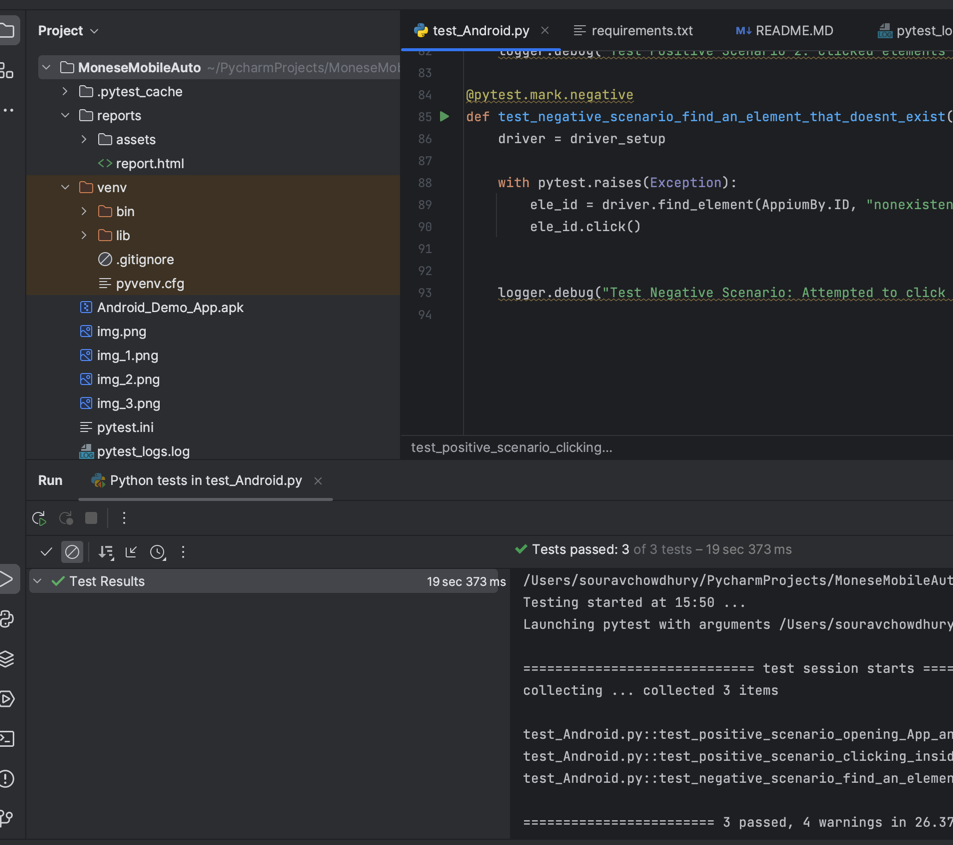 Project
test_Android.py
requirements.txt
M↓ README.MD
pytest_lo
MoneseMobileAuto ~/PycharmProjects/MoneseMob
.pytest_cache
reports
assets
<> report.html
venv
bin
lib
.gitignore
pyvenv.cfg
Android_Demo_App.apk
img.png
img_1.png
img_2.png
img_3.png
pytest.ini
LOG pytest_logs.log
82 logger.debug("Test Positive Scenario 2: Clicked elements
83
84 @pytest.mark.negative
85 def test_negative_scenario_find_an_element_that_doesnt_exist(
86 driver = driver_setup
87
88 with pytest.raises(Exception):
89 ele_id = driver.find_element(AppiumBy.ID, "nonexisten
90 ele_id.click()
91
92
93 logger.debug("Test Negative Scenario: Attempted to click
94
test_positive_scenario_clicking...
Run
Python tests in test_Android.py
Tests passed: 3 of 3 tests – 19 sec 373 ms
Test Results 19 sec 373 ms
/Users/souravchowdhury/PycharmProjects/MoneseMobileAut
Testing started at 15:50 ...
Launching pytest with arguments /Users/souravchowdhury
============================= test session starts ====
collecting ... collected 3 items
test_Android.py::test_positive_scenario_opening_App_an
test_Android.py::test_positive_scenario_clicking_insid
test_Android.py::test_negative_scenario_find_an_elemen
======================== 3 passed, 4 warnings in 26.37